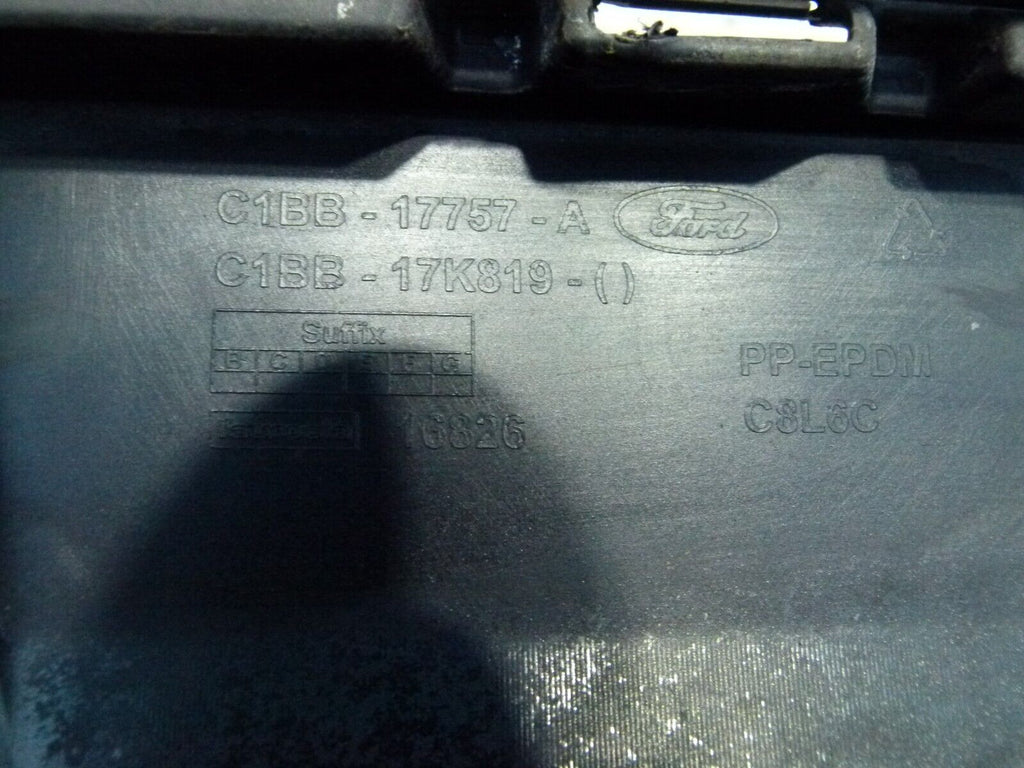 C1BB - 17757 - A Ford
C1BB - 17K819 - ( )
Suffix
B C D E F G
16826
PP-EPDM
C8L6C